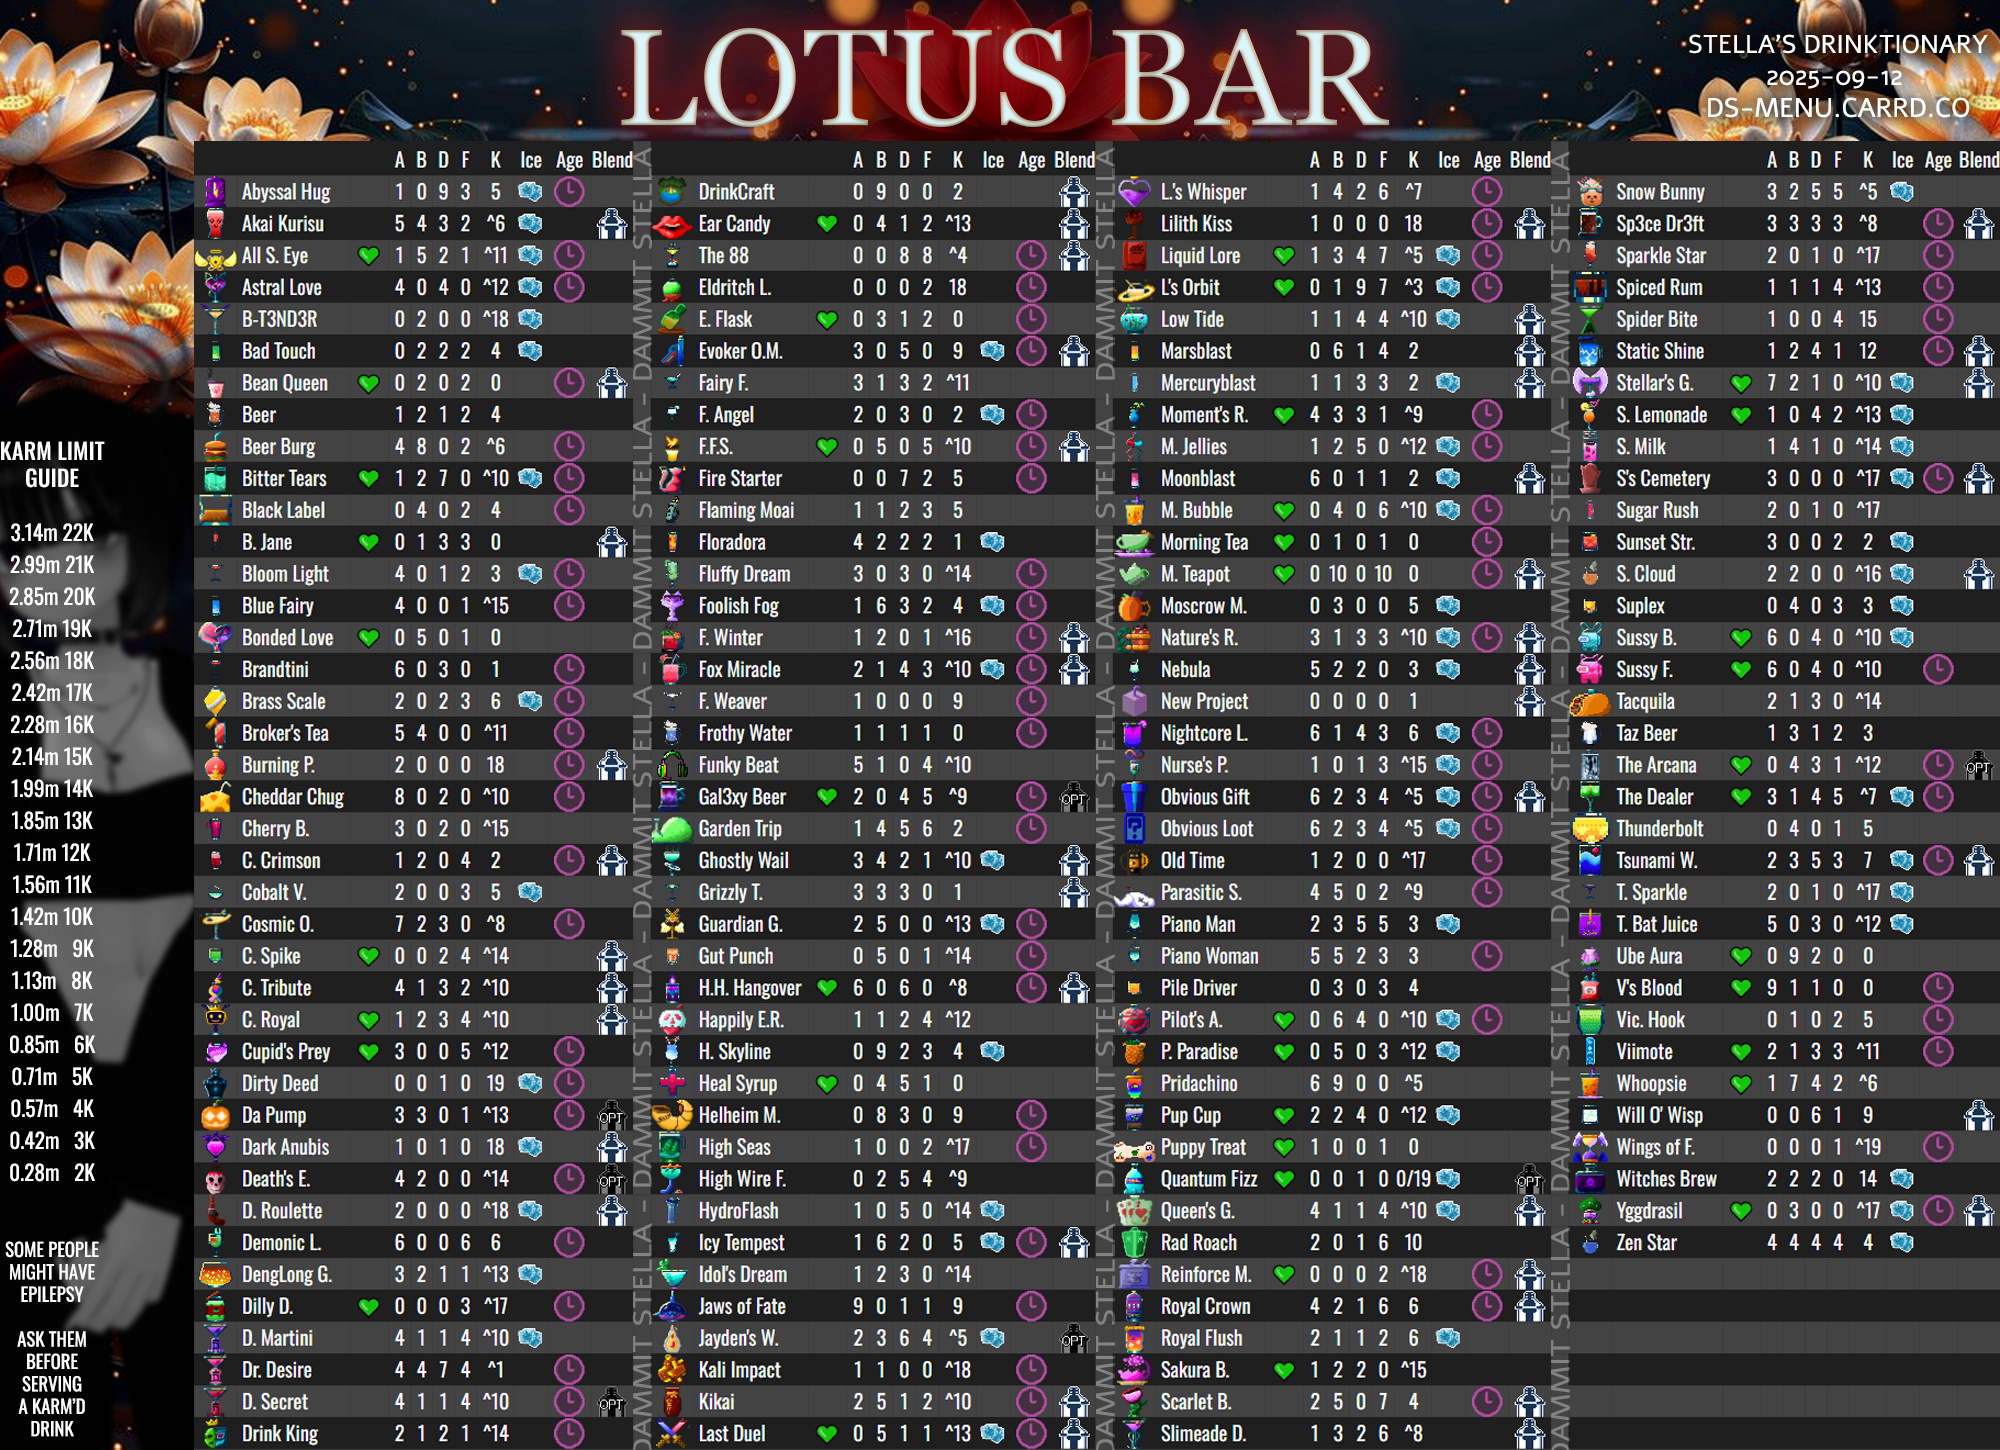 LOTUS BAR
STELLA'S DRINKTIONARY
2025-09-12
DS-MENU.CARRD.CO
KARM LIMIT
GUIDE
3.14m 22K
2.99m 21K
2.85m 20K
2.71m 19K
2.56m 18K
2.42m 17K
2.28m 16K
2.14m 15K
1.99m 14K
1.85m 13K
1.71m 12K
1.56m 11K
1.42m 10K
1.28m 9K
1.13m 8K
1.00m 7K
0.85m 6K
0.71m 5K
0.57m 4K
0.42m 3K
0.28m 2K
SOME PEOPLE
MIGHT HAVE
EPILEPSY
ASK THEM
BEFORE
SERVING
A KARM'D
DRINK
A B D F K Ice Age Blend
Abyssal Hug 1 0 9 3 5
Akai Kurisu 5 4 3 2 ^6
All S. Eye 1 5 2 1 ^11
Astral Love 4 0 4 0 ^12
B-T3ND3R 0 2 0 0 ^18
Bad Touch 0 2 2 2 4
Bean Queen 0 2 0 2 0
Beer 1 2 1 2 4
Beer Burg 4 8 0 2 ^6
Bitter Tears 1 2 7 0 ^10
Black Label 0 4 0 2 4
B. Jane 0 1 3 3 0
Bloom Light 4 0 1 2 3
Blue Fairy 4 0 0 1 ^15
Bonded Love 0 5 0 1 0
Brandtini 6 0 3 0 1
Brass Scale 2 0 2 3 6
Broker's Tea 5 4 0 0 ^11
Burning P. 2 0 0 0 18
Cheddar Chug 8 0 2 0 ^10
Cherry B. 3 0 2 0 ^15
C. Crimson 1 2 0 4 2
Cobalt V. 2 0 0 3 5
Cosmic O. 7 2 3 0 ^8
C. Spike 0 0 2 4 ^14
C. Tribute 4 1 3 2 ^10
C. Royal 1 2 3 4 ^10
Cupid's Prey 3 0 0 5 ^12
Dirty Deed 0 0 1 0 19
Da Pump 3 3 0 1 ^13 OPT
Dark Anubis 1 0 1 0 18
Death's E. 4 2 0 0 ^14 OPT
D. Roulette 2 0 0 0 ^18
Demonic L. 6 0 0 6 6
DengLong G. 3 2 1 1 ^13
Dilly D. 0 0 0 3 ^17
D. Martini 4 1 1 4 ^10
Dr. Desire 4 4 7 4 ^1
D. Secret 4 1 1 4 ^10 OPT
Drink King 2 1 2 1 ^14
DAMMIT STELLA - DAMMIT STELLA - DAMMIT STELLA
A B D F K Ice Age Blend
DrinkCraft 0 9 0 0 2
Ear Candy 0 4 1 2 ^13
The 88 0 0 8 8 ^4
Eldritch L. 0 0 0 2 18
E. Flask 0 3 1 2 0
Evoker O.M. 3 0 5 0 9
Fairy F. 3 1 3 2 ^11
F. Angel 2 0 3 0 2
F.F.S. 0 5 0 5 ^10
Fire Starter 0 0 7 2 5
Flaming Moai 1 1 2 3 5
Floradora 4 2 2 2 1
Fluffy Dream 3 0 3 0 ^14
Foolish Fog 1 6 3 2 4
F. Winter 1 2 0 1 ^16
Fox Miracle 2 1 4 3 ^10
F. Weaver 1 0 0 0 9
Frothy Water 1 1 1 1 0
Funky Beat 5 1 0 4 ^10
Gal3xy Beer 2 0 4 5 ^9 OPT
Garden Trip 1 4 5 6 2
Ghostly Wail 3 4 2 1 ^10
Grizzly T. 3 3 3 0 1
Guardian G. 2 5 0 0 ^13
Gut Punch 0 5 0 1 ^14
H.H. Hangover 6 0 6 0 ^8
Happily E.R. 1 1 2 4 ^12
H. Skyline 0 9 2 3 4
Heal Syrup 0 4 5 1 0
Helheim M. 0 8 3 0 9
High Seas 1 0 0 2 ^17
High Wire F. 0 2 5 4 ^9
HydroFlash 1 0 5 0 ^14
Icy Tempest 1 6 2 0 5
Idol's Dream 1 2 3 0 ^14
Jaws of Fate 9 0 1 1 9
Jayden's W. 2 3 6 4 ^5 OPT
Kali Impact 1 1 0 0 ^18
Kikai 2 5 1 2 ^10
Last Duel 0 5 1 1 ^13
DAMMIT STELLA - DAMMIT STELLA - DAMMIT STELLA
A B D F K Ice Age Blend
L.'s Whisper 1 4 2 6 ^7
Lilith Kiss 1 0 0 0 18
Liquid Lore 1 3 4 7 ^5
L's Orbit 0 1 9 7 ^3
Low Tide 1 1 4 4 ^10
Marsblast 0 6 1 4 2
Mercuryblast 1 1 3 3 2
Moment's R. 4 3 3 1 ^9
M. Jellies 1 2 5 0 ^12
Moonblast 6 0 1 1 2
M. Bubble 0 4 0 6 ^10
Morning Tea 0 1 0 1 0
M. Teapot 0 10 0 10 0
Moscrow M. 0 3 0 0 5
Nature's R. 3 1 3 3 ^10
Nebula 5 2 2 0 3
New Project 0 0 0 0 1
Nightcore L. 6 1 4 3 6
Nurse's P. 1 0 1 3 ^15
Obvious Gift 6 2 3 4 ^5
Obvious Loot 6 2 3 4 ^5
Old Time 1 2 0 0 ^17
Parasitic S. 4 5 0 2 ^9
Piano Man 2 3 5 5 3
Piano Woman 5 5 2 3 3
Pile Driver 0 3 0 3 4
Pilot's A. 0 6 4 0 ^10
P. Paradise 0 5 0 3 ^12
Pridachino 6 9 0 0 ^5
Pup Cup 2 2 4 0 ^12
Puppy Treat 1 0 0 1 0
Quantum Fizz 0 0 1 0 0/19 OPT
Queen's G. 4 1 1 4 ^10
Rad Roach 2 0 1 6 10
Reinforce M. 0 0 0 2 ^18
Royal Crown 4 2 1 6 6
Royal Flush 2 1 1 2 6
Sakura B. 1 2 2 0 ^15
Scarlet B. 2 5 0 7 4
Slimeade D. 1 3 2 6 ^8
DAMMIT STELLA - DAMMIT STELLA - DAMMIT STELLA
A B D F K Ice Age Blend
Snow Bunny 3 2 5 5 ^5
Sp3ce Dr3ft 3 3 3 3 ^8
Sparkle Star 2 0 1 0 ^17
Spiced Rum 1 1 1 4 ^13
Spider Bite 1 0 0 4 15
Static Shine 1 2 4 1 12
Stellar's G. 7 2 1 0 ^10
S. Lemonade 1 0 4 2 ^13
S. Milk 1 4 1 0 ^14
S's Cemetery 3 0 0 0 ^17
Sugar Rush 2 0 1 0 ^17
Sunset Str. 3 0 0 2 2
S. Cloud 2 2 0 0 ^16
Suplex 0 4 0 3 3
Sussy B. 6 0 4 0 ^10
Sussy F. 6 0 4 0 ^10
Tacquila 2 1 3 0 ^14
Taz Beer 1 3 1 2 3
The Arcana 0 4 3 1 ^12 OPT
The Dealer 3 1 4 5 ^7
Thunderbolt 0 4 0 1 5
Tsunami W. 2 3 5 3 7
T. Sparkle 2 0 1 0 ^17
T. Bat Juice 5 0 3 0 ^12
Ube Aura 0 9 2 0 0
V's Blood 9 1 1 0 0
Vic. Hook 0 1 0 2 5
Viimote 2 1 3 3 ^11
Whoopsie 1 7 4 2 ^6
Will O' Wisp 0 0 6 1 9
Wings of F. 0 0 0 1 ^19
Witches Brew 2 2 2 0 14
Yggdrasil 0 3 0 0 ^17
Zen Star 4 4 4 4 4